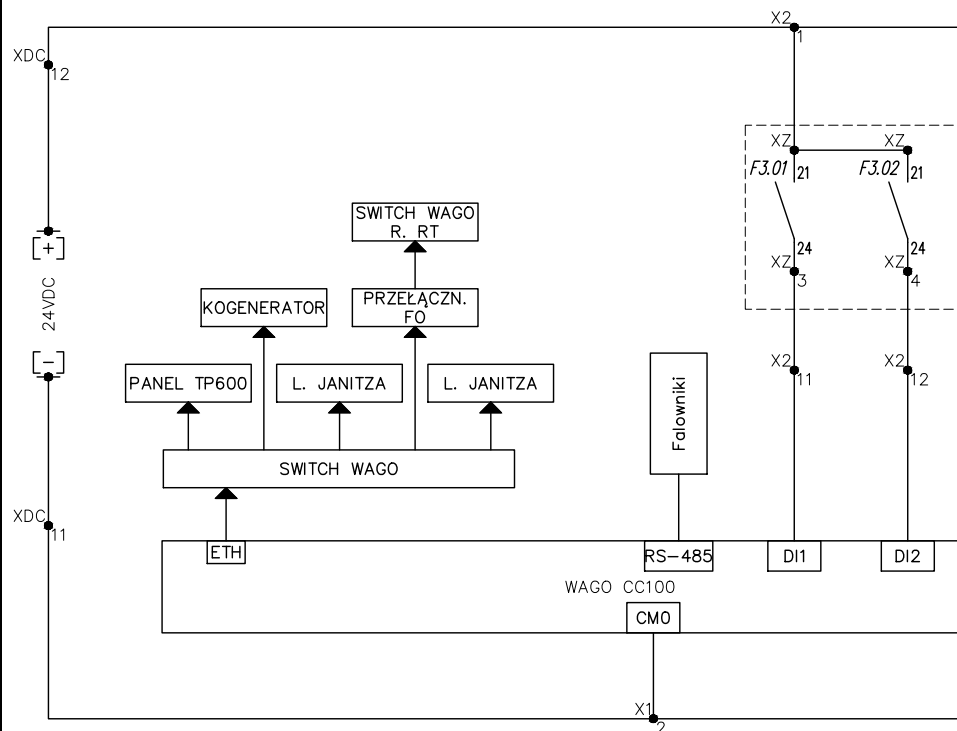 X2
1
XDC
12
XZ
XZ
F3.01
21
F3.02
21
SWITCH WAGO
R. RT
[+]
24VDC
[-]
24
24
XZ
3
XZ
4
KOGENERATOR
PRZEŁĄCZN.
FO
PANEL TP600
L. JANITZA
L. JANITZA
Falowniki
X2
11
X2
12
SWITCH WAGO
XDC
11
ETH
RS-485
DI1
DI2
WAGO CC100
CM0
X1
2